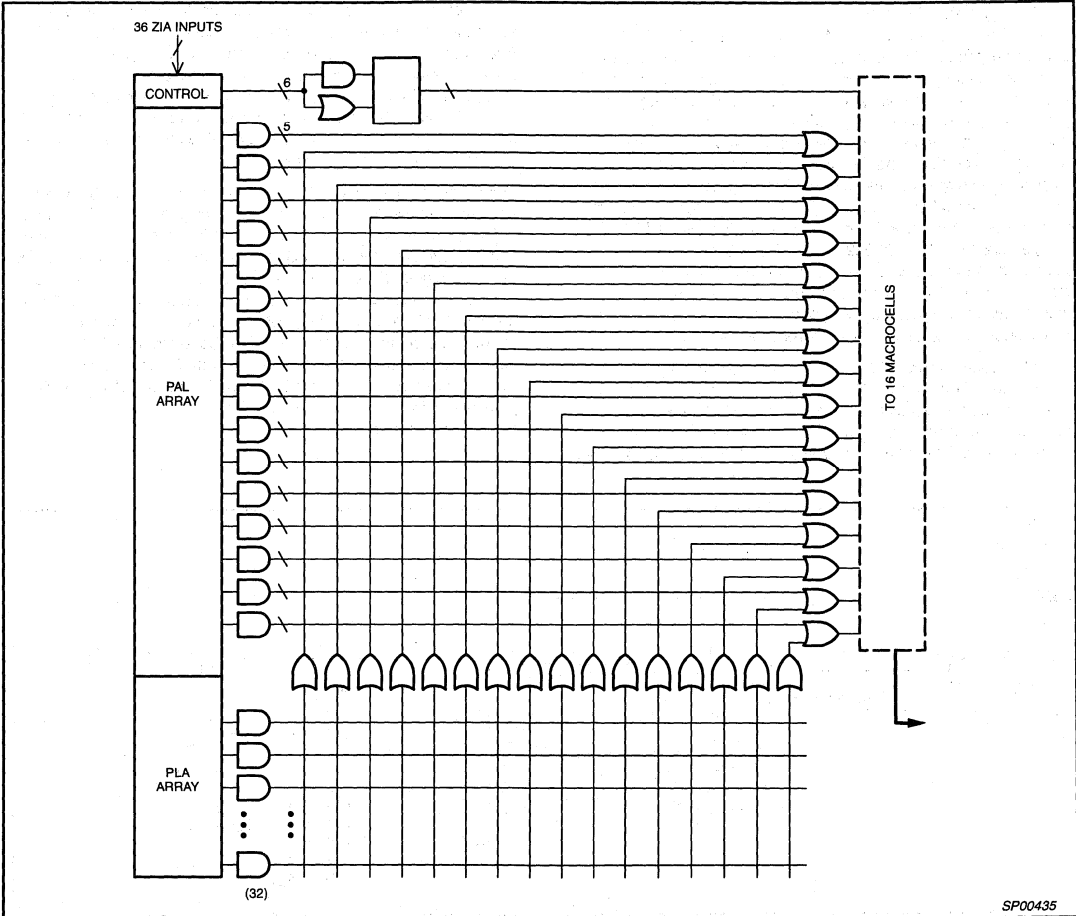 36 ZIA INPUTS
CONTROL
6
5
PAL
ARRAY
TO 16 MACROCELLS
PLA
ARRAY
(32)
SP00435